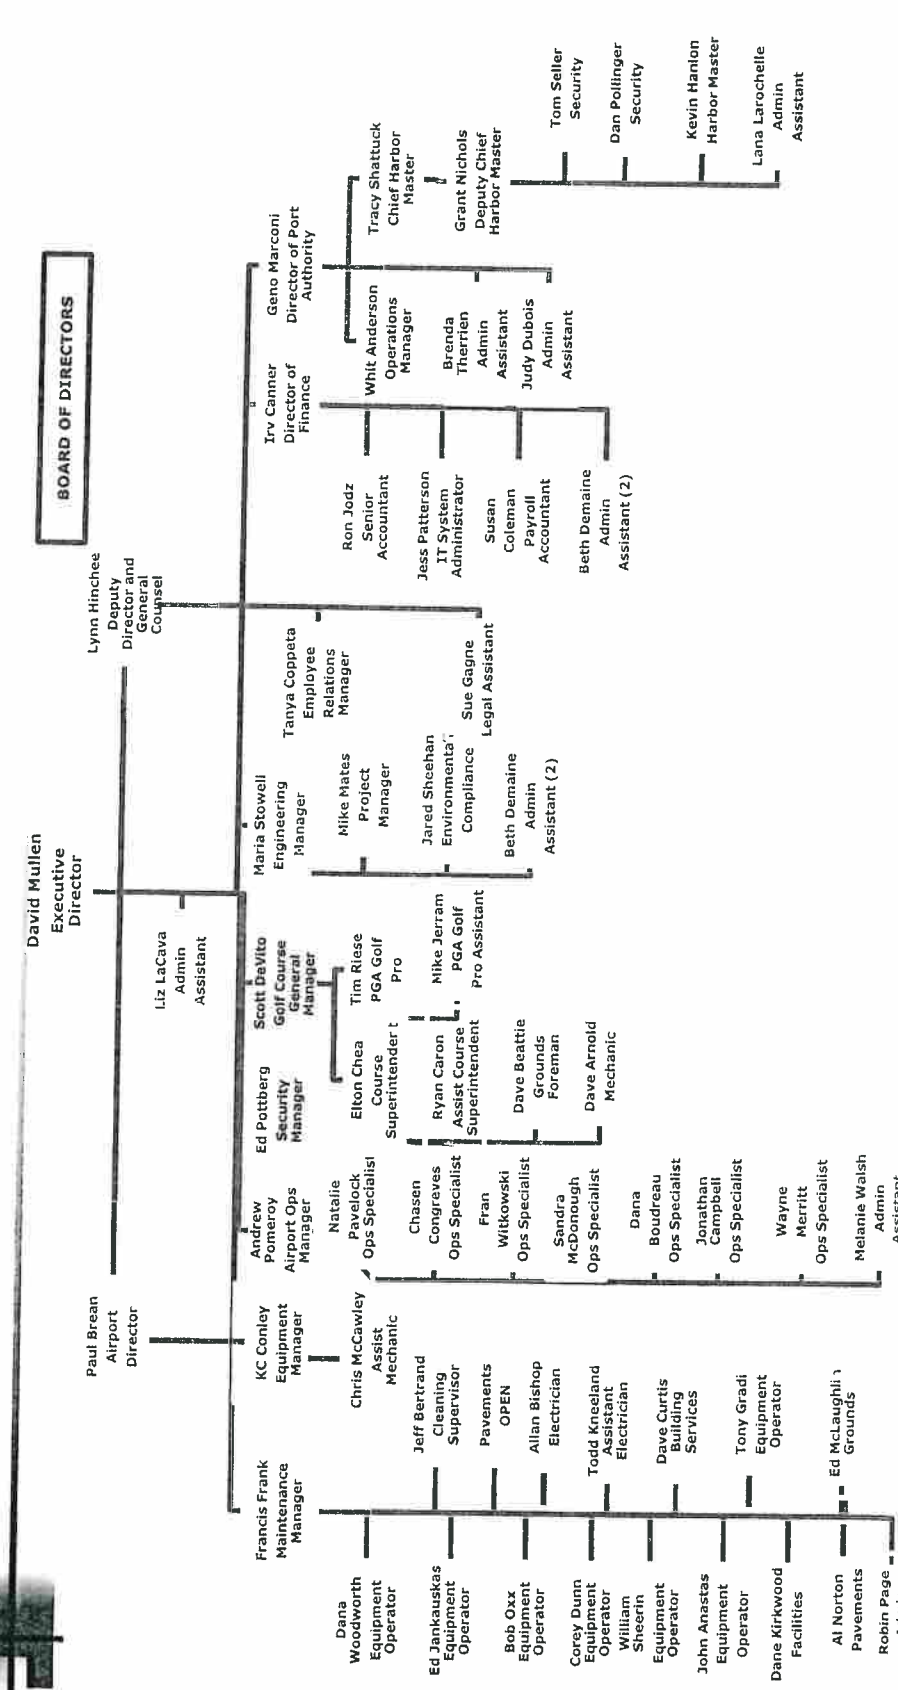 BOARD OF DIRECTORS
David Mullen
Executive
Director
Lynn Hinchee
Deputy
Director and
General
Counsel
Paul Brean
Airport
Director
Liz LaCava
Admin
Assistant
Francis Frank
Maintenance
Manager
KC Conley
Equipment
Manager
Andrew
Pomeroy
Airport Ops
Manager
Ed Pottberg
Security
Manager
Scott DeVito
Golf Course
General
Manager
Maria Stowell
Engineering
Manager
Irv Canner
Director of
Finance
Geno Marconi
Director of Port
Authority
Dana
Woodworth
Equipment
Operator
Ed Jankauskas
Equipment
Operator
Bob Oxx
Equipment
Operator
Corey Dunn
Equipment
Operator
William
Sheerin
Equipment
Operator
John Anastas
Equipment
Operator
Dane Kirkwood
Facilities
Al Norton
Pavements
Robin Page
Jeff Bertrand
Cleaning
Supervisor
Pavements
OPEN
Allan Bishop
Electrician
Todd Kneeland
Assistant
Electrician
Dave Curtis
Building
Services
Tony Gradi
Equipment
Operator
Ed McLaughlin
Grounds
Chris McCawley
Assist
Mechanic
Natalie
Pavelock
Ops Specialist
Chasen
Congreves
Ops Specialist
Fran
Witkowski
Ops Specialist
Sandra
McDonough
Ops Specialist
Dana
Boudreau
Ops Specialist
Jonathan
Campbell
Ops Specialist
Wayne
Merritt
Ops Specialist
Melanie Walsh
Admin
Assistant
Elton Chea
Course
Superintendent
Ryan Caron
Assist Course
Superintendent
Dave Beattie
Grounds
Foreman
Dave Arnold
Mechanic
Tim Riese
PGA Golf
Pro
Mike Jerram
PGA Golf
Pro Assistant
Mike Mates
Project
Manager
Jared Sheehan
Environmental
Compliance
Beth Demaine
Admin
Assistant (2)
Tanya Coppeta
Employee
Relations
Manager
Sue Gagne
Legal Assistant
Ron Jodz
Senior
Accountant
Jess Patterson
IT System
Administrator
Susan
Coleman
Payroll
Accountant
Beth Demaine
Admin
Assistant (2)
Whit Anderson
Operations
Manager
Brenda
Therrien
Admin
Assistant
Judy Dubois
Admin
Assistant
Tracy Shattuck
Chief Harbor
Master
Grant Nichols
Deputy Chief
Harbor Master
Tom Seller
Security
Dan Pollinger
Security
Kevin Hanlon
Harbor Master
Lana Larochelle
Admin
Assistant